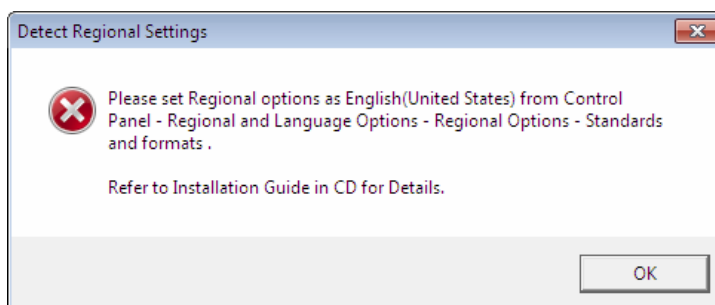 Detect Regional Settings
Please set Regional options as English(United States) from Control
Panel - Regional and Language Options - Regional Options - Standards
and formats .
Refer to Installation Guide in CD for Details.
OK